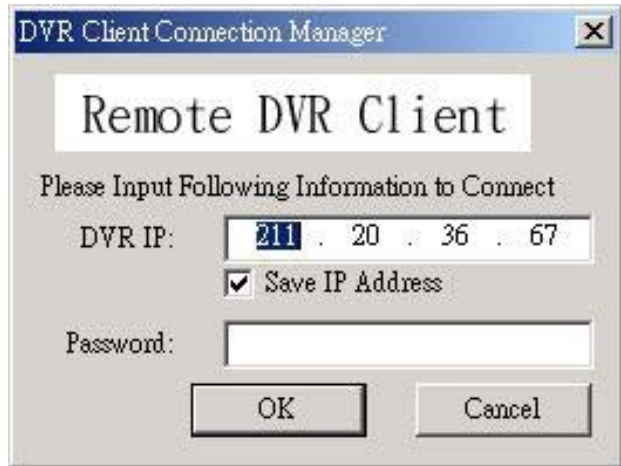 DVR Client Connection Manager
Remote DVR Client
Please Input Following Information to Connect
DVR IP: 211 . 20 . 36 . 67
Save IP Address
Password:
OK Cancel